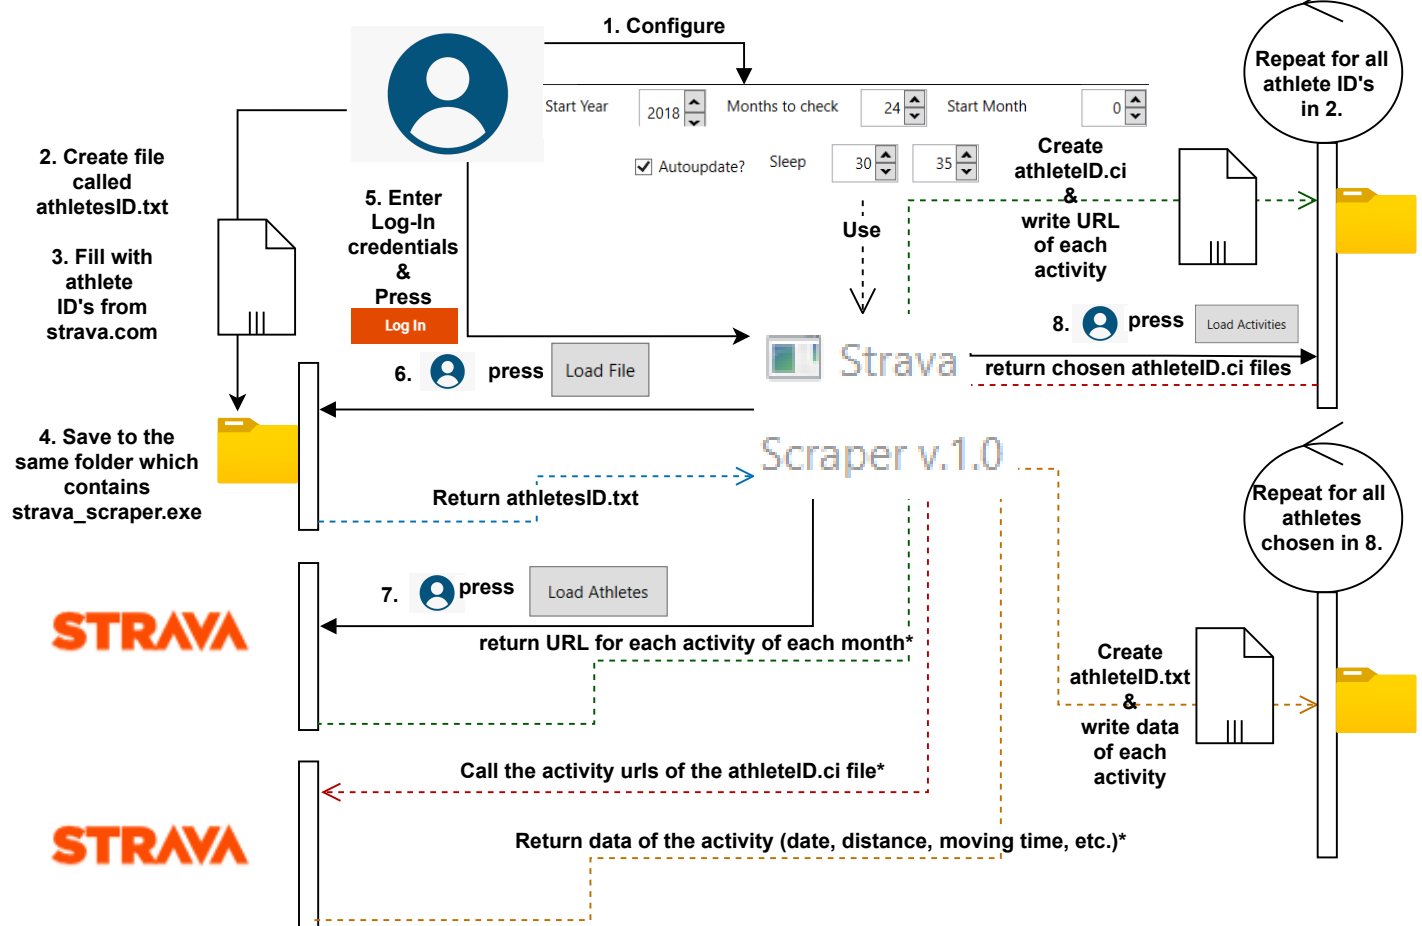 1. Configure
Repeat for all
athlete ID's
in 2.
Start Year
2018
Months to check
24
Start Month
0
Autoupdate?
Sleep
30
35
2. Create file
called
athletesID.txt
3. Fill with
athlete
ID's from
strava.com
5. Enter
Log-In
credentials
&
Press
Log In
Use
Create
athleteID.ci
&
write URL
of each
activity
8.
press
Load Activities
return chosen athleteID.ci files
6.
press
Load File
Strava
Scraper v.1.0
4. Save to the
same folder which
contains
strava_scraper.exe
Return athletesID.txt
Repeat for all
athletes
chosen in 8.
STRAVA
7.
press
Load Athletes
return URL for each activity of each month*
Create
athleteID.txt
&
write data
of each
activity
Call the activity urls of the athleteID.ci file*
STRAVA
Return data of the activity (date, distance, moving time, etc.)*